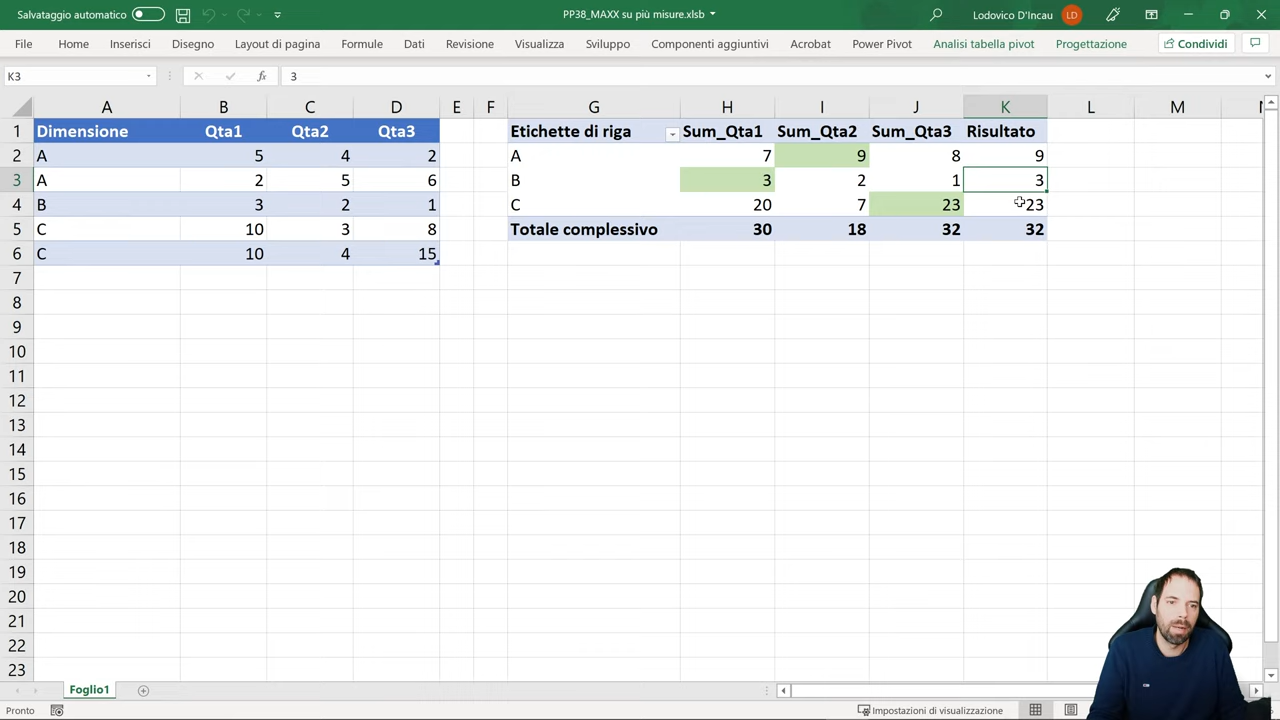 Salvataggio automatico PP38_MAXX su più misure.xlsb Lodovico D'Incau LD
File Home Inserisci Disegno Layout di pagina Formule Dati Revisione Visualizza Sviluppo Componenti aggiuntivi Acrobat Power Pivot Analisi tabella pivot Progettazione Condividi
K3 fx 3
A B C D E F G H I J K L M
1 Dimensione Qta1 Qta2 Qta3 Etichette di riga Sum_Qta1 Sum_Qta2 Sum_Qta3 Risultato
2 A 5 4 2 A 7 9 8 9
3 A 2 5 6 B 3 2 1 3
4 B 3 2 1 C 20 7 23 23
5 C 10 3 8 Totale complessivo 30 18 32 32
6 C 10 4 15
7
8
9
10
11
12
13
14
15
16
17
18
19
20
21
22
23
Foglio1
Pronto Impostazioni di visualizzazione